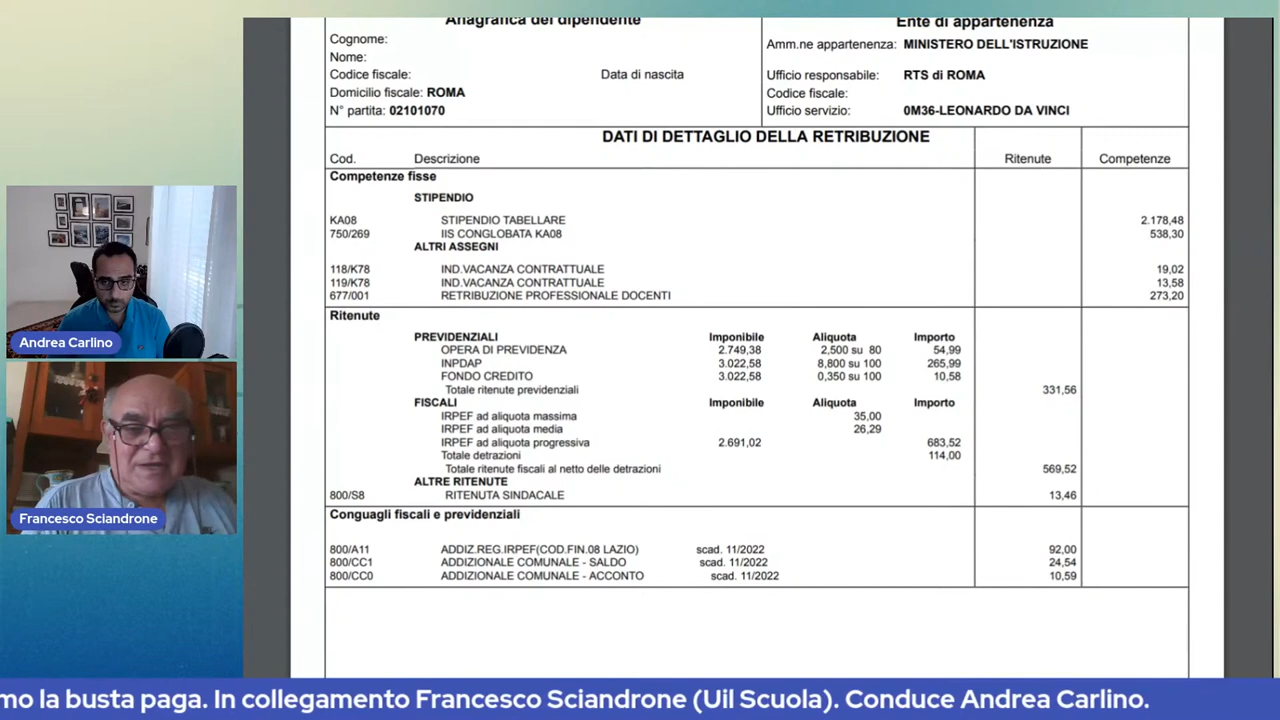 Anagrafica del dipendente
Ente di appartenenza
Cognome:
Nome:
Codice fiscale: Data di nascita
Domicilio fiscale: ROMA
N° partita: 02101070
Amm.ne appartenenza: MINISTERO DELL'ISTRUZIONE
Ufficio responsabile: RTS di ROMA
Codice fiscale:
Ufficio servizio: 0M36-LEONARDO DA VINCI
DATI DI DETTAGLIO DELLA RETRIBUZIONE
Cod. Descrizione Ritenute Competenze
Competenze fisse
STIPENDIO
KA08 STIPENDIO TABELLARE 2.178,48
750/269 IIS CONGLOBATA KA08 538,30
ALTRI ASSEGNI
118/K78 IND.VACANZA CONTRATTUALE 19,02
119/K78 IND.VACANZA CONTRATTUALE 13,58
677/001 RETRIBUZIONE PROFESSIONALE DOCENTI 273,20
Ritenute
PREVIDENZIALI Imponibile Aliquota Importo
OPERA DI PREVIDENZA 2.749,38 2,500 su 80 54,99
INPDAP 3.022,58 8,800 su 100 265,99
FONDO CREDITO 3.022,58 0,350 su 100 10,58
Totale ritenute previdenziali 331,56
FISCALI Imponibile Aliquota Importo
IRPEF ad aliquota massima 35,00
IRPEF ad aliquota media 26,29
IRPEF ad aliquota progressiva 2.691,02 683,52
Totale detrazioni 114,00
Totale ritenute fiscali al netto delle detrazioni 569,52
ALTRE RITENUTE
800/S8 RITENUTA SINDACALE 13,46
Conguagli fiscali e previdenziali
800/A11 ADDIZ.REG.IRPEF(COD.FIN.08 LAZIO) scad. 11/2022 92,00
800/CC1 ADDIZIONALE COMUNALE - SALDO scad. 11/2022 24,54
800/CC0 ADDIZIONALE COMUNALE - ACCONTO scad. 11/2022 10,59
Andrea Carlino
Francesco Sciandrone
mo la busta paga. In collegamento Francesco Sciandrone (Uil Scuola). Conduce Andrea Carlino.